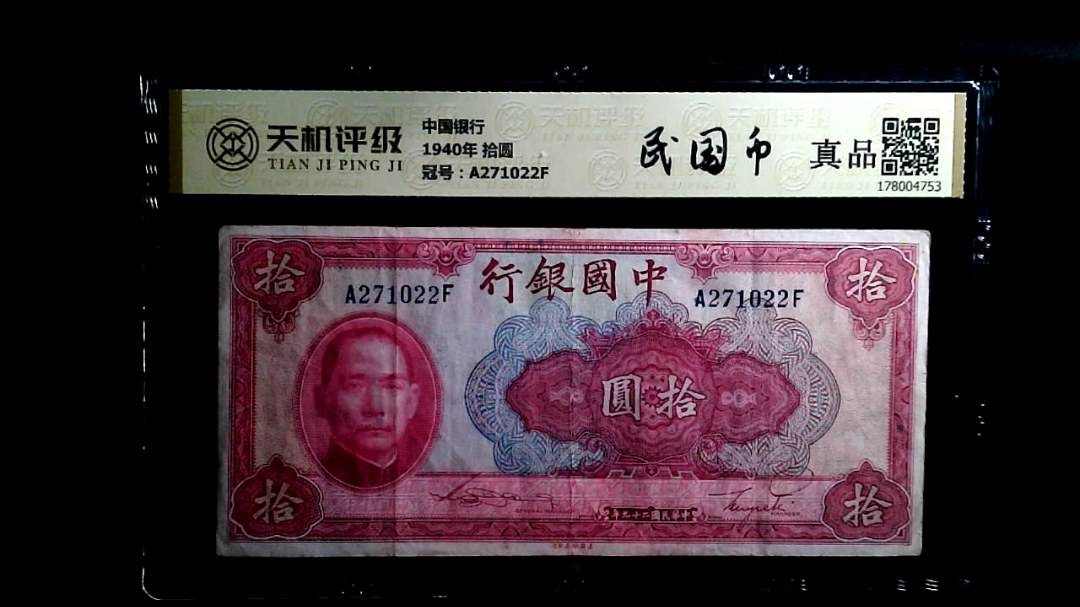 天机评级
TIAN JI PING JI
中国银行
1940年 拾圆
冠号：A271022F
民国币
真品
178004753
拾
行銀國中
拾
A271022F
A271022F
圓拾
拾
拾